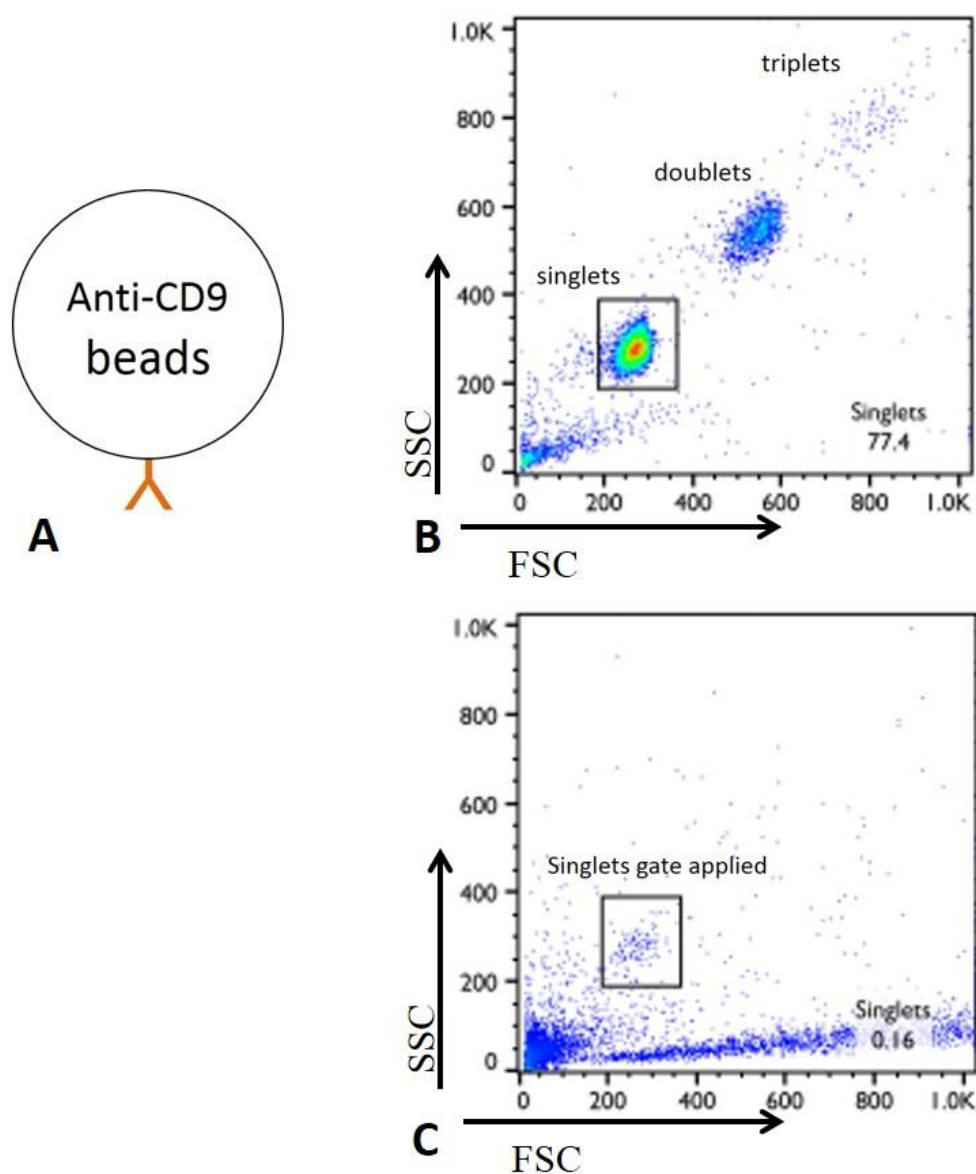 Anti-CD9
beads
A
1.0K
800
600
400
200
0
SSC
triplets
doublets
singlets
Singlets
77.4
0 200 400 600 800 1.0K
B
FSC
1.0K
800
600
400
200
0
SSC
Singlets gate applied
Singlets
0.16
0 200 400 600 800 1.0K
C
FSC